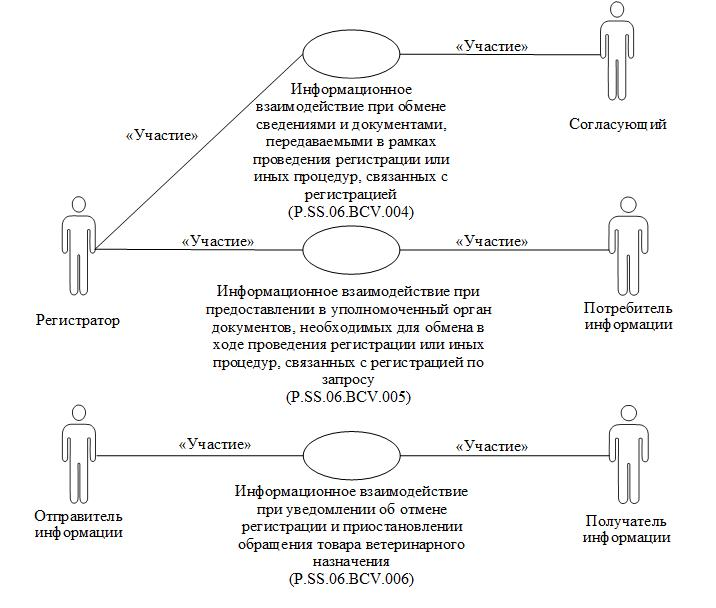 «Участие»
Информационное
взаимодействие при обмене
сведениями и документами,
передаваемыми в рамках
проведения регистрации или
иных процедур, связанных с
регистрацией
(P.SS.06.BCV.004)
Согласующий
«Участие»
«Участие»
«Участие»
Регистратор
Информационное взаимодействие при
предоставлении в уполномоченный орган
документов, необходимых для обмена в
ходе проведения регистрации или иных
процедур, связанных с регистрацией по
запросу
(P.SS.06.BCV.005)
Потребитель
информации
«Участие»
«Участие»
Отправитель
информации
Информационное взаимодействие
при уведомлении об отмене
регистрации и приостановлении
обращения товара ветеринарного
назначения
(P.SS.06.BCV.006)
Получатель
информации